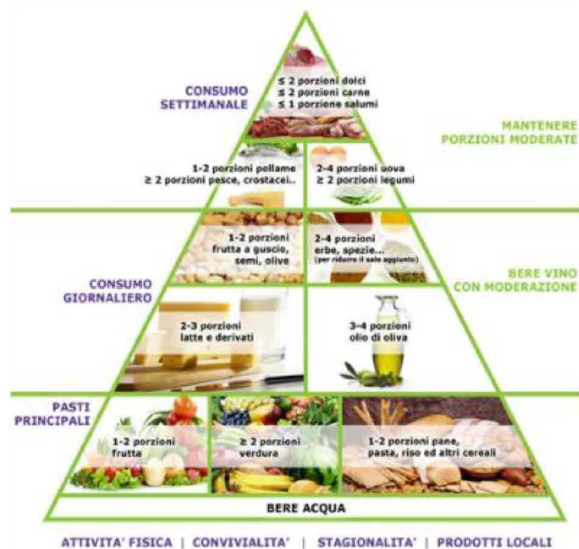 CONSUMO
SETTIMANALE
≤ 2 porzioni dolci
≤ 2 porzioni carne
≤ 1 porzione salumi
MANTENERE
PORZIONI MODERATE
1-2 porzioni pollame
≥ 2 porzioni pesce, crostacei..
2-4 porzioni uova
≥ 2 porzioni legumi
CONSUMO
GIORNALIERO
1-2 porzioni
frutta a guscio,
semi, olive
2-4 porzioni
erbe, spezie...
(per ridurre il sale aggiunto)
BERE VINO
CON MODERAZIONE
2-3 porzioni
latte e derivati
3-4 porzioni
olio di oliva
PASTI
PRINCIPALI
1-2 porzioni
frutta
≥ 2 porzioni
verdura
1-2 porzioni pane,
pasta, riso ed altri cereali
BERE ACQUA
ATTIVITA' FISICA | CONVIVIALITA' | STAGIONALITA' | PRODOTTI LOCALI